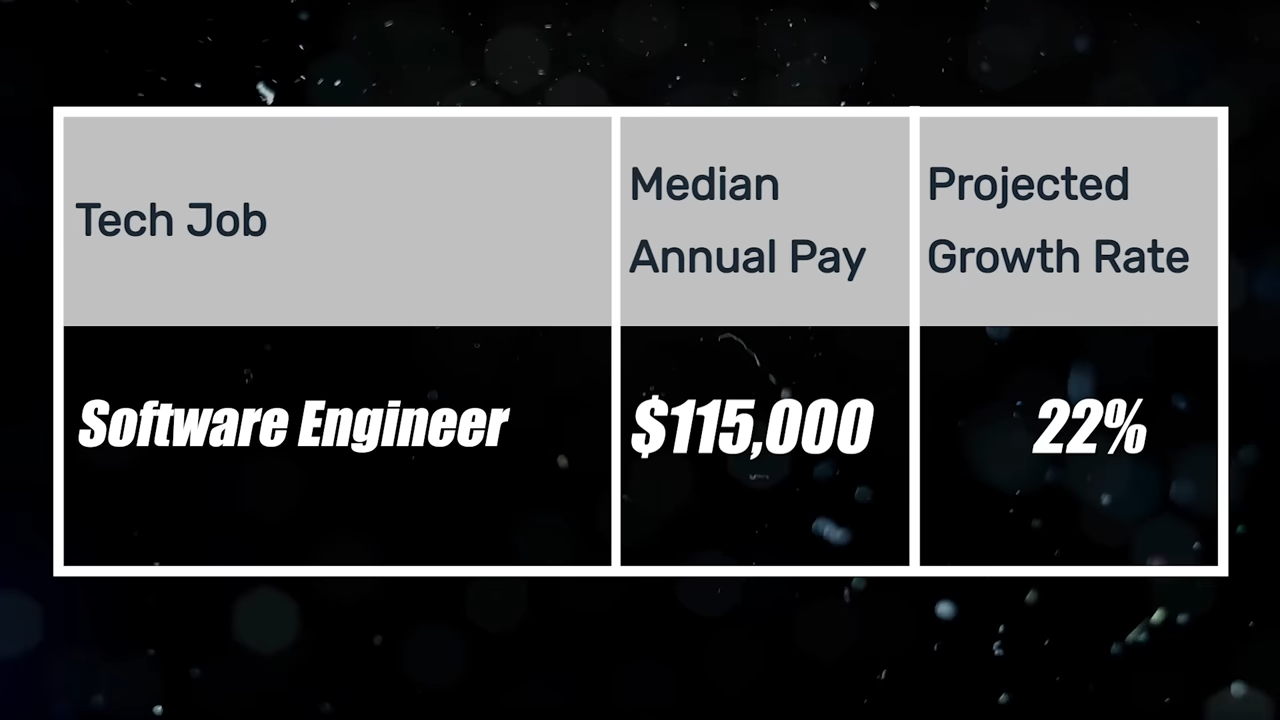 Tech Job
Median
Annual Pay
Projected
Growth Rate
Software Engineer
$115,000
22%